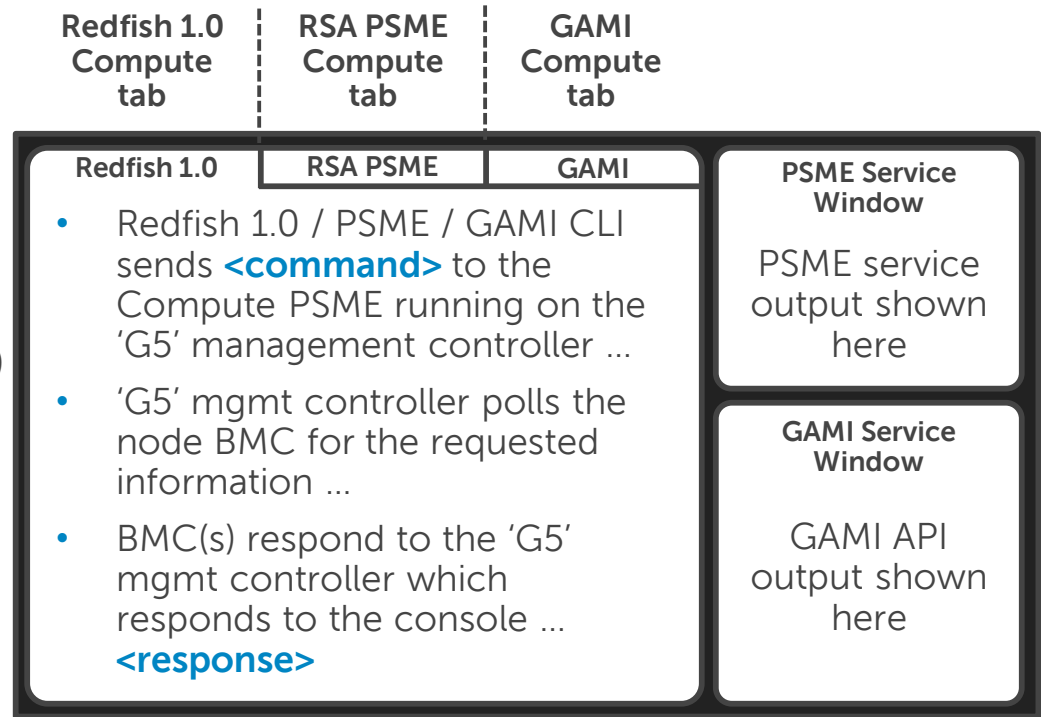 Redfish 1.0
Compute
tab
RSA PSME
Compute
tab
GAMI
Compute
tab
Redfish 1.0
RSA PSME
GAMI
• Redfish 1.0 / PSME / GAMI CLI
sends <command> to the
Compute PSME running on the
‘G5’ management controller ...
• ‘G5’ mgmt controller polls the
node BMC for the requested
information ...
• BMC(s) respond to the ‘G5’
mgmt controller which
responds to the console ...
<response>
PSME Service
Window
PSME service
output shown
here
GAMI Service
Window
GAMI API
output shown
here
)